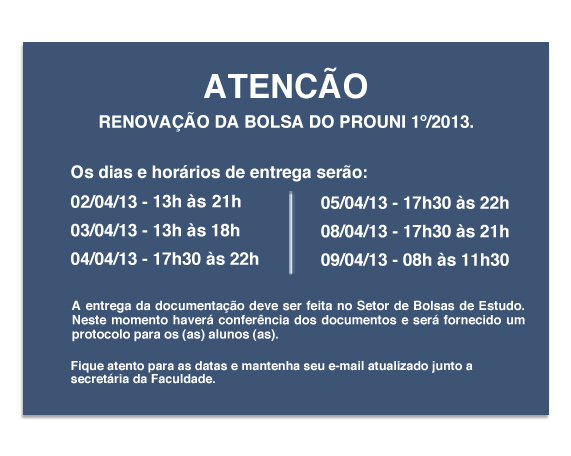 ATENCÃO
RENOVAÇÃO DA BOLSA DO PROUNI 1º/2013.
Os dias e horários de entrega serão:
02/04/13 - 13h às 21h
03/04/13 - 13h às 18h
04/04/13 - 17h30 às 22h
05/04/13 - 17h30 às 22h
08/04/13 - 17h30 às 21h
09/04/13 - 08h às 11h30
A entrega da documentação deve ser feita no Setor de Bolsas de Estudo.
Neste momento haverá conferência dos documentos e será fornecido um
protocolo para os (as) alunos (as).
Fique atento para as datas e mantenha seu e-mail atualizado junto a
secretária da Faculdade.